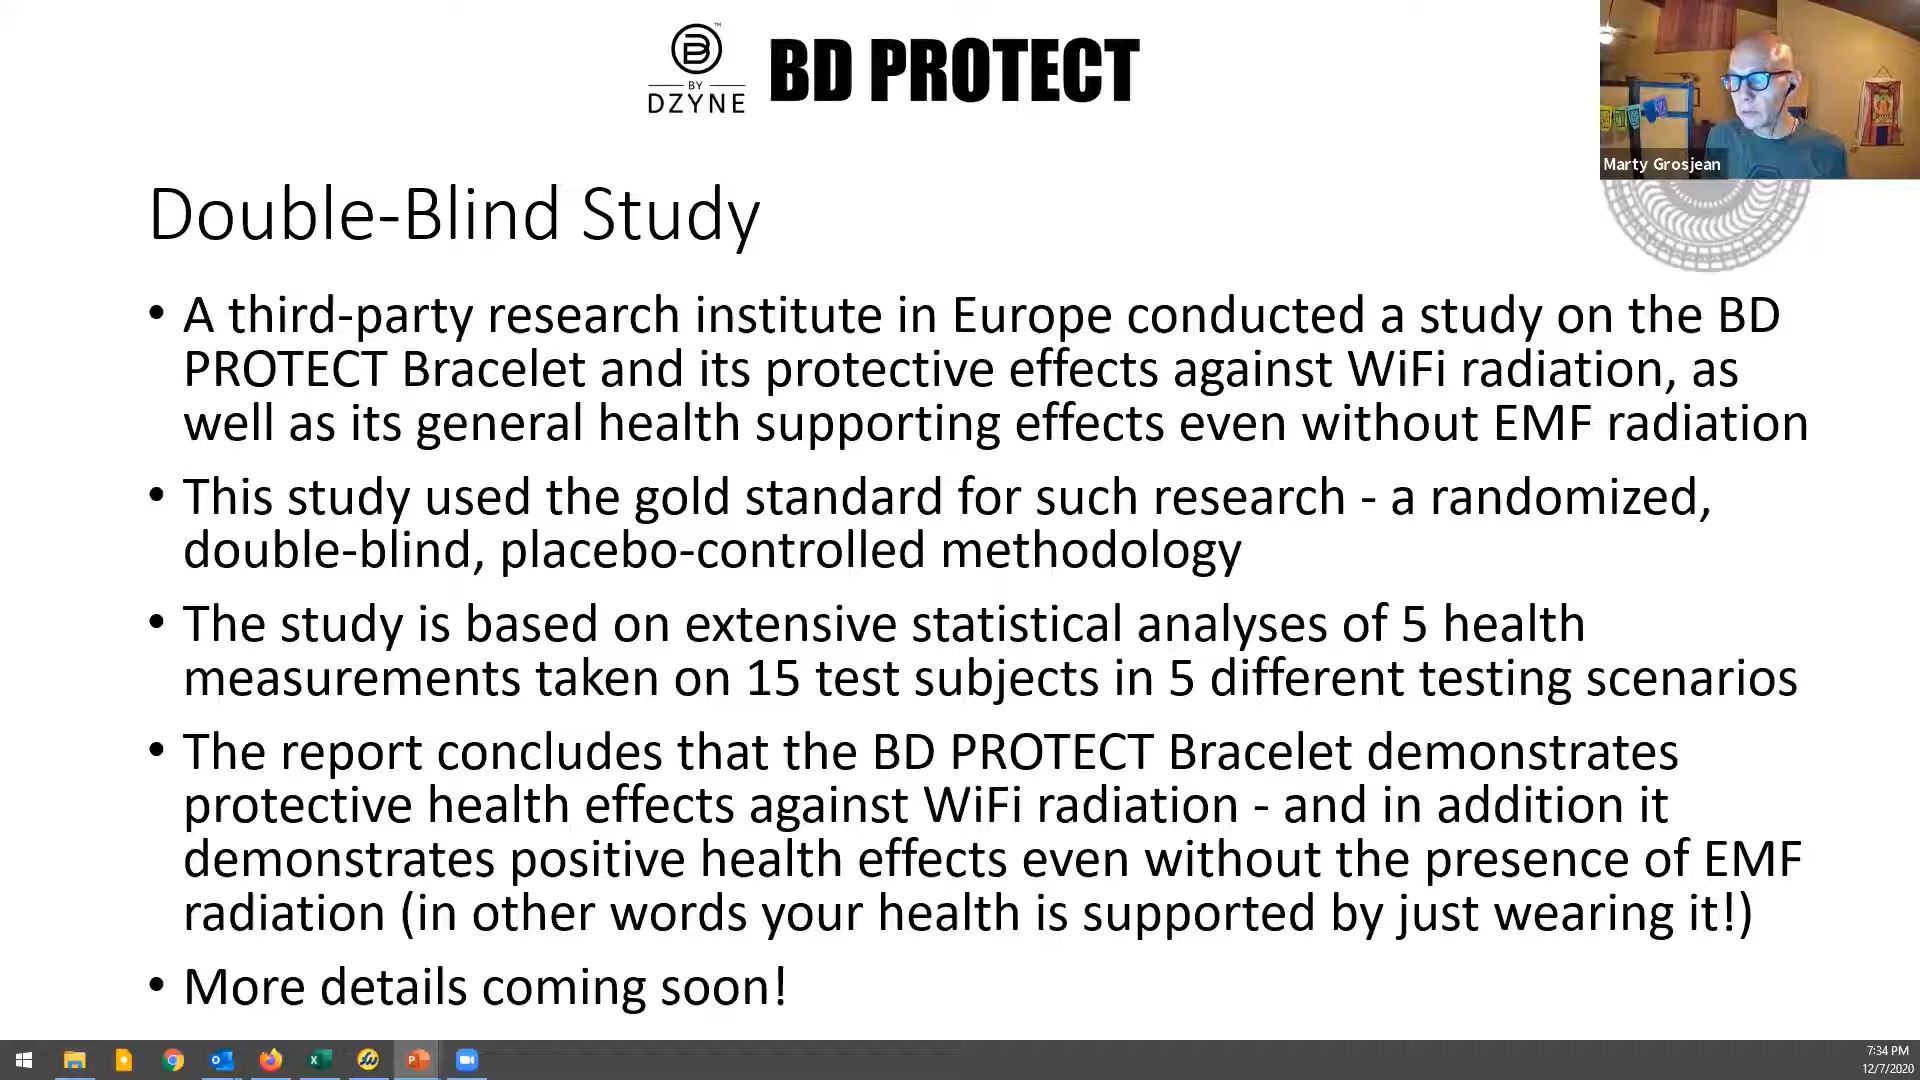 B™
BY
DZYNE
BD PROTECT
Marty Grosjean
Double-Blind Study
• A third-party research institute in Europe conducted a study on the BD
PROTECT Bracelet and its protective effects against WiFi radiation, as
well as its general health supporting effects even without EMF radiation
• This study used the gold standard for such research - a randomized,
double-blind, placebo-controlled methodology
• The study is based on extensive statistical analyses of 5 health
measurements taken on 15 test subjects in 5 different testing scenarios
• The report concludes that the BD PROTECT Bracelet demonstrates
protective health effects against WiFi radiation - and in addition it
demonstrates positive health effects even without the presence of EMF
radiation (in other words your health is supported by just wearing it!)
• More details coming soon!
7:34 PM
12/7/2020